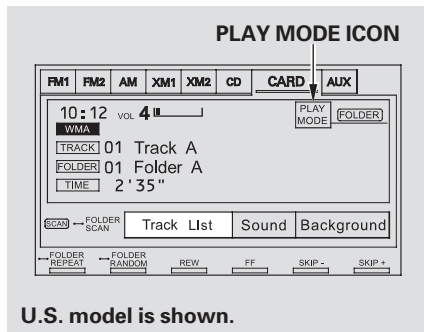 PLAY MODE ICON
FM1 FM2 AM XM1 XM2 CD CARD AUX
10:12 VOL 4 PLAY MODE FOLDER
WMA
TRACK 01 Track A
FOLDER 01 Folder A
TIME 2'35"
SCAN FOLDER SCAN Track LIst Sound Background
FOLDER REPEAT FOLDER RANDOM REW FF SKIP - SKIP +
U.S. model is shown.